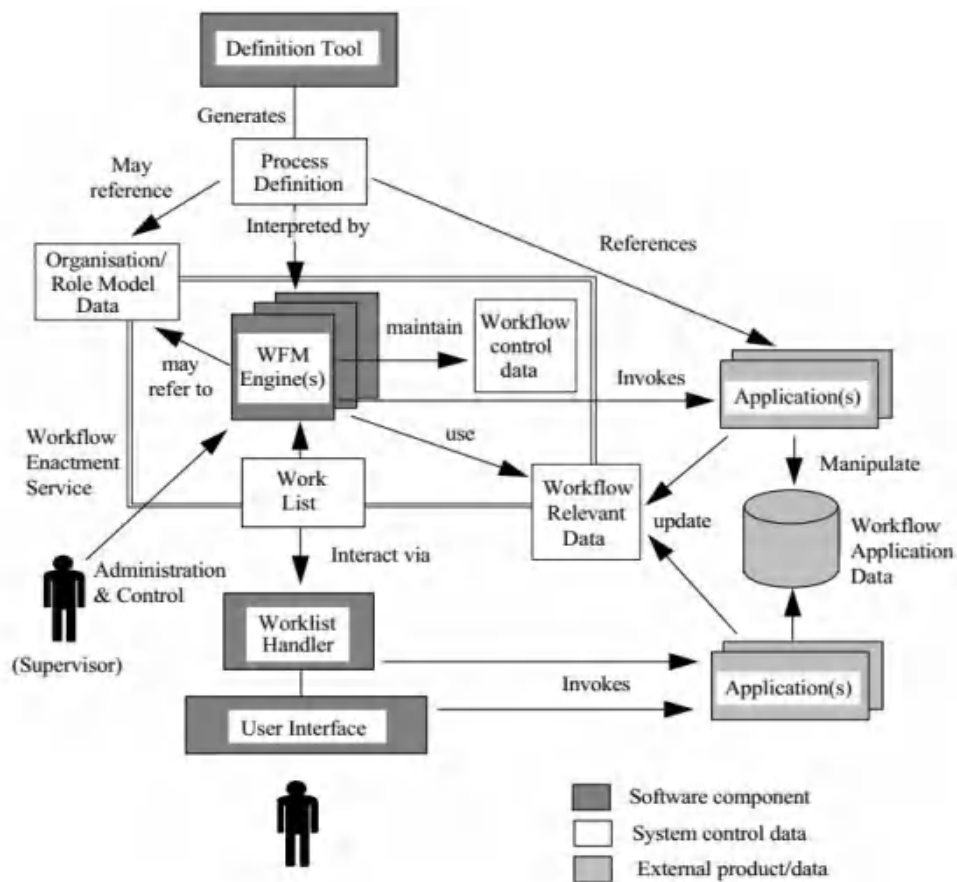 Definition Tool
Generates
Process
Definition
May
reference
Interpreted by
References
Organisation/
Role Model
Data
WFM
Engine(s)
maintain
Workflow
control
data
may
refer to
Invokes
Application(s)
use
Workflow
Enactment
Service
Work
List
Workflow
Relevant
Data
update
Manipulate
Workflow
Application
Data
Interact via
Administration
& Control
(Supervisor)
Worklist
Handler
Invokes
Application(s)
User Interface
Software component
System control data
External product/data